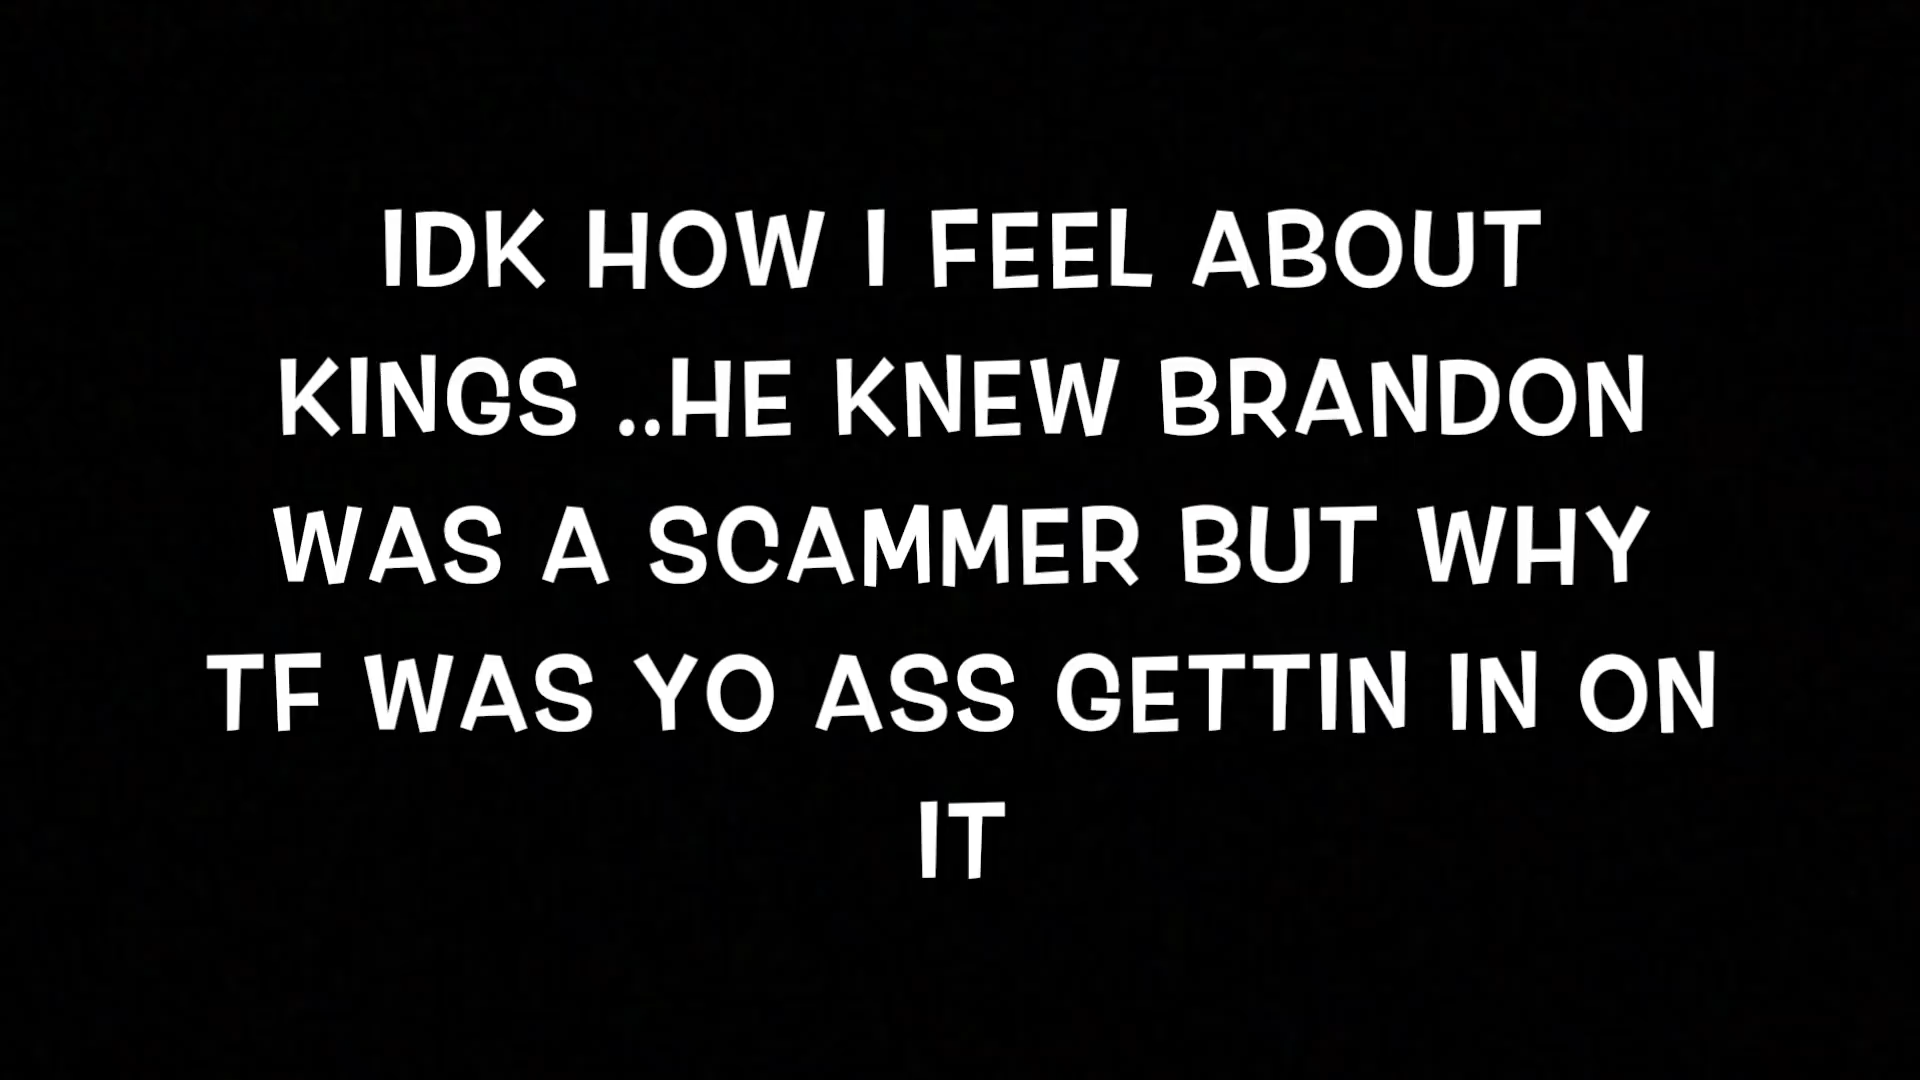 IDK HOW I FEEL ABOUT
KINGS ..HE KNEW BRANDON
WAS A SCAMMER BUT WHY
TF WAS YO ASS GETTIN IN ON
IT